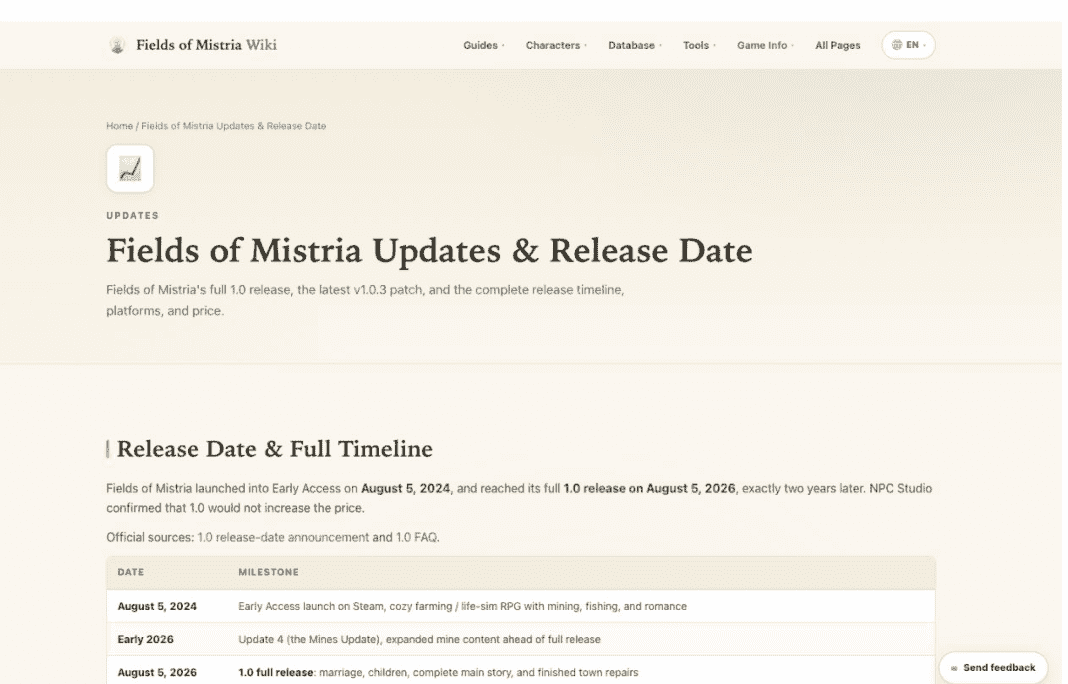 Fields of Mistria Wiki
Guides
Characters
Database
Tools
Game Info
All Pages
EN
Home / Fields of Mistria Updates & Release Date
UPDATES
Fields of Mistria Updates & Release Date
Fields of Mistria's full 1.0 release, the latest v1.0.3 patch, and the complete release timeline,
platforms, and price.
Release Date & Full Timeline
Fields of Mistria launched into Early Access on August 5, 2024, and reached its full 1.0 release on August 5, 2026, exactly two years later. NPC Studio
confirmed that 1.0 would not increase the price.
Official sources: 1.0 release-date announcement and 1.0 FAQ.
DATE MILESTONE
August 5, 2024 Early Access launch on Steam, cozy farming / life-sim RPG with mining, fishing, and romance
Early 2026 Update 4 (the Mines Update), expanded mine content ahead of full release
August 5, 2026 1.0 full release: marriage, children, complete main story, and finished town repairs
Send feedback